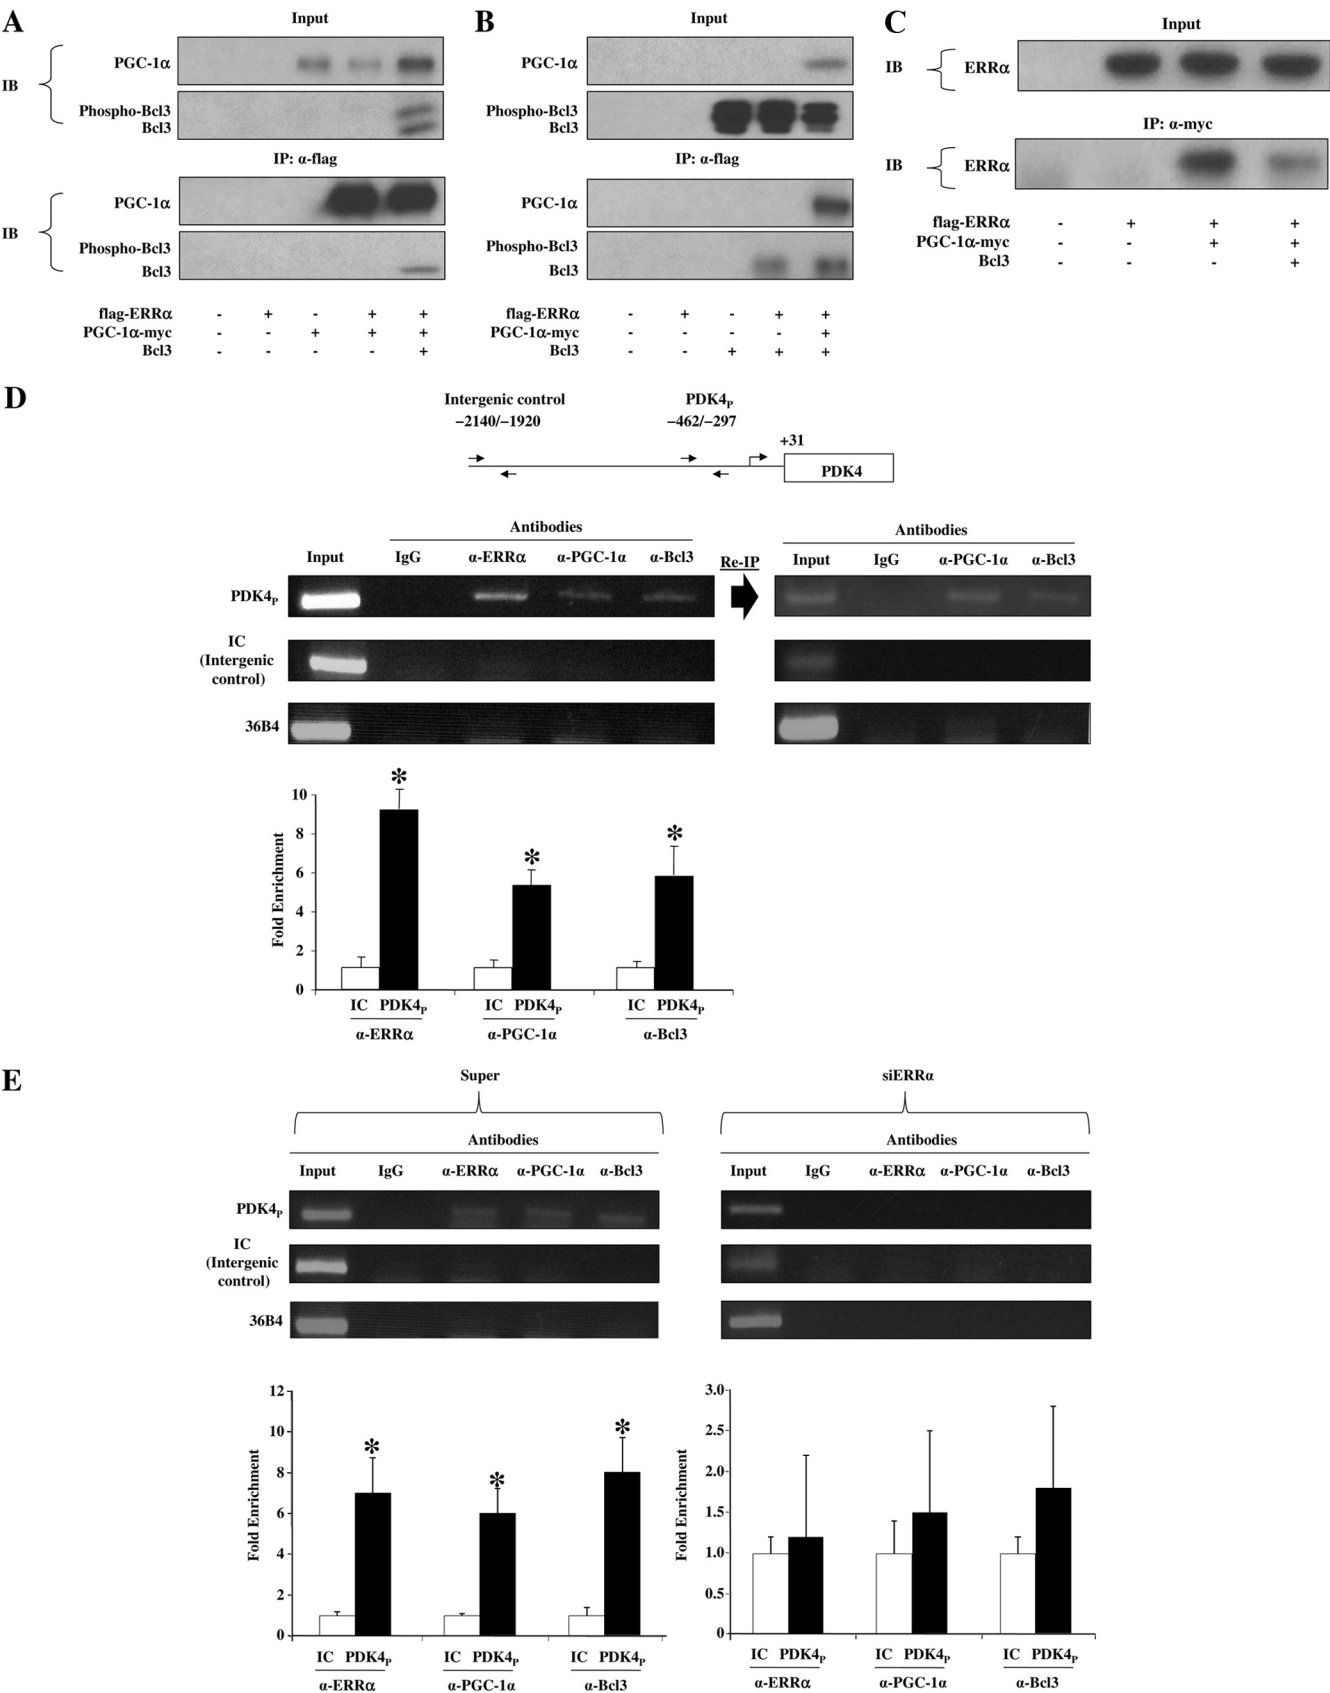 A
Input
IB
PGC-1α
Phospho-Bcl3
Bcl3
IP: α-flag
IB
PGC-1α
Phospho-Bcl3
Bcl3
flag-ERRα - + - + +
PGC-1α-myc - - + + +
Bcl3 - - - - +
B
Input
PGC-1α
Phospho-Bcl3
Bcl3
IP: α-flag
PGC-1α
Phospho-Bcl3
Bcl3
flag-ERRα - + - + +
PGC-1α-myc - - - - +
Bcl3 - - + + +
C
Input
IB
ERRα
IP: α-myc
IB
ERRα
flag-ERRα - + + +
PGC-1α-myc - - + +
Bcl3 - - - +
D
Intergenic control PDK4P
−2140/−1920 −462/−297
+31
PDK4
Antibodies
Input IgG α-ERRα α-PGC-1α α-Bcl3
Re-IP
Antibodies
Input IgG α-PGC-1α α-Bcl3
PDK4P
IC
(Intergenic
control)
36B4
Fold Enrichment
10
8
6
4
2
0
*
*
*
IC PDK4P IC PDK4P IC PDK4P
α-ERRα α-PGC-1α α-Bcl3
E
Super
Antibodies
Input IgG α-ERRα α-PGC-1α α-Bcl3
siERRα
Antibodies
Input IgG α-ERRα α-PGC-1α α-Bcl3
PDK4P
IC
(Intergenic
control)
36B4
Fold Enrichment
12
10
8
6
4
2
0
*
*
*
IC PDK4P IC PDK4P IC PDK4P
α-ERRα α-PGC-1α α-Bcl3
Fold Enrichment
3.0
2.5
2.0
1.5
1.0
0.5
0
IC PDK4P IC PDK4P IC PDK4P
α-ERRα α-PGC-1α α-Bcl3